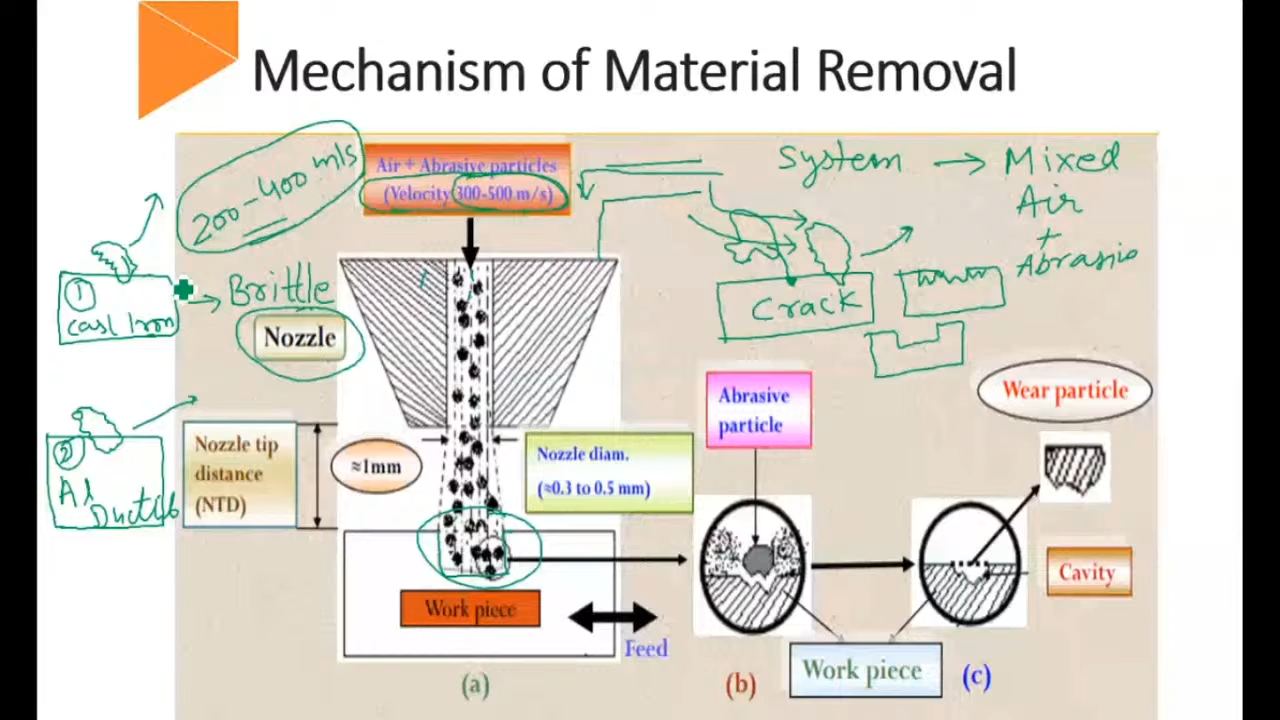 Mechanism of Material Removal
200-400 m/s
Air + Abrasive particles
(Velocity 300-500 m/s)
System → Mixed
Air
+
Abrasive
①
Cast Iron
→ Brittle
Nozzle
Crack
Wear particle
Abrasive
particle
Nozzle tip
distance
(NTD)
≈1mm
Nozzle diam.
(≈0.3 to 0.5 mm)
②
Al
Cavity
Work piece
Feed
Work piece
(a)
(b)
(c)